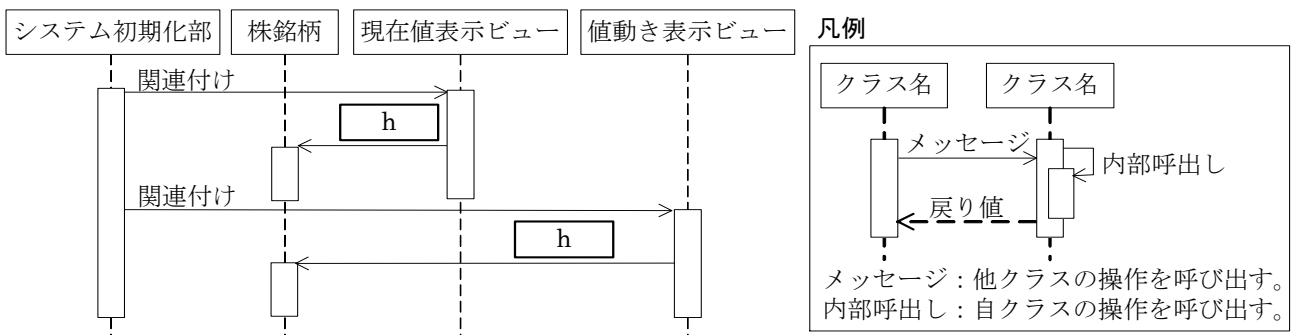 システム初期化部
株銘柄
現在値表示ビュー
値動き表示ビュー
関連付け
h
関連付け
h
凡例
クラス名
クラス名
メッセージ
内部呼出し
戻り値
メッセージ:他クラスの操作を呼び出す。
内部呼出し:自クラスの操作を呼び出す。